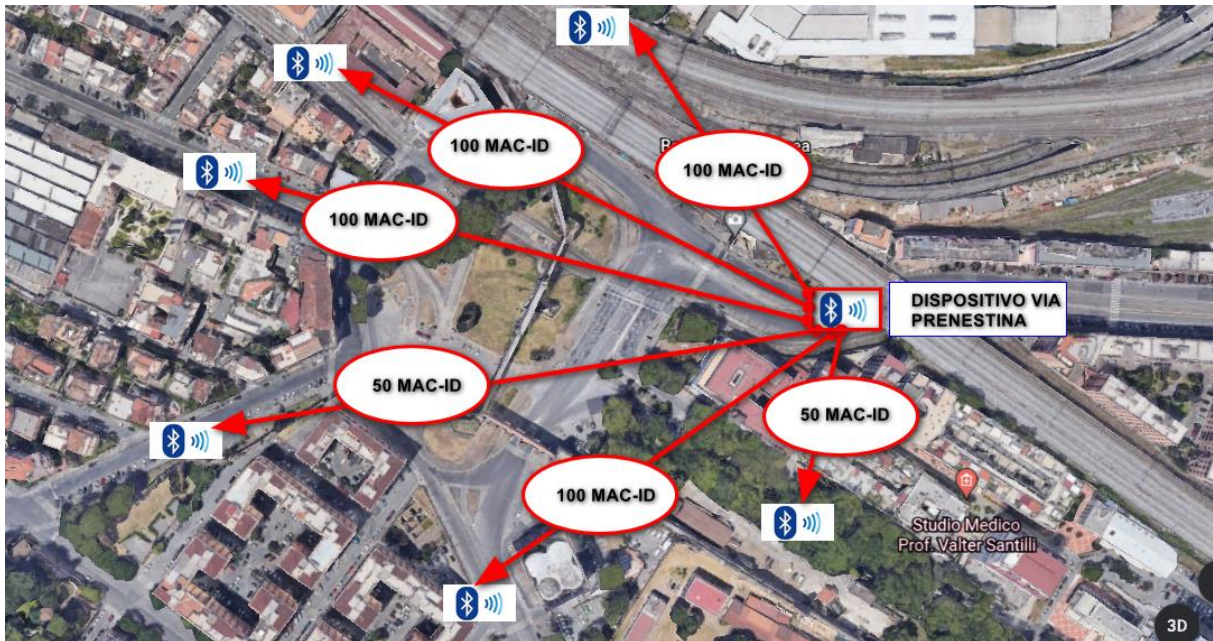 100 MAC-ID
100 MAC-ID
100 MAC-ID
DISPOSITIVO VIA
PRENESTINA
50 MAC-ID
50 MAC-ID
100 MAC-ID
Studio Medico
Prof. Valter Santilli
3D